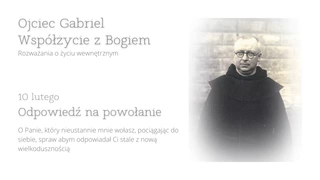 Ojciec Gabriel
Współżycie z Bogiem
Rozważania o życiu wewnętrznym
10 lutego
Odpowiedź na powołanie
O Panie, który nieustannie mnie wołasz, pociągając do
siebie, spraw abym odpowiadał Ci stale z nową
wielkodusznością